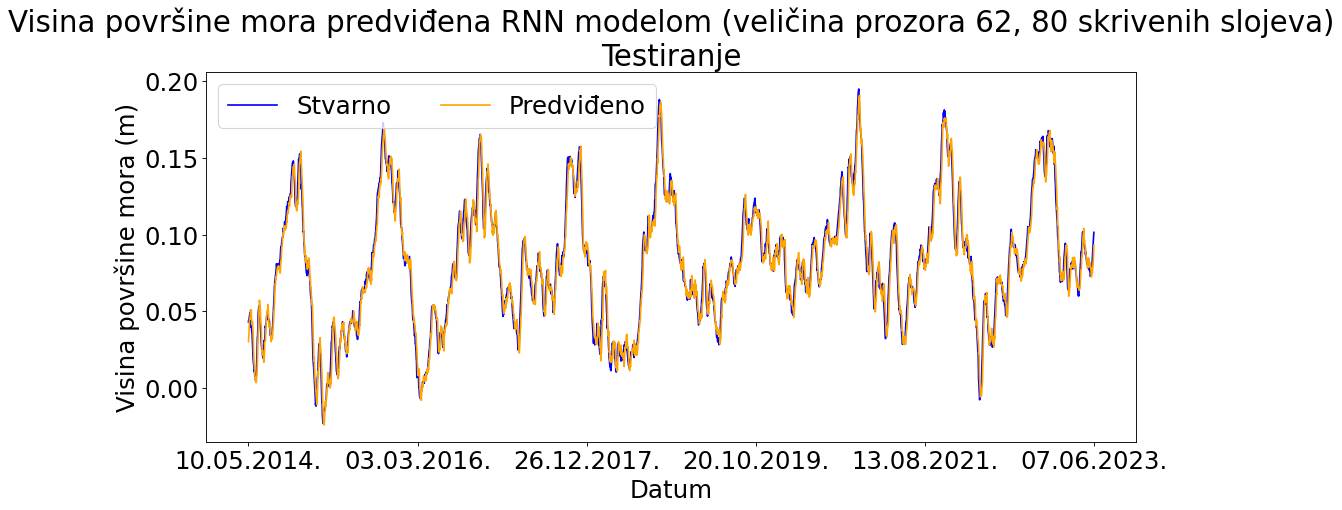 Visina površine mora predviđena RNN modelom (veličina prozora 62, 80 skrivenih slojeva)
Testiranje
Stvarno Predviđeno
Visina površine mora (m)
0.20
0.15
0.10
0.05
0.00
10.05.2014. 03.03.2016. 26.12.2017. 20.10.2019. 13.08.2021. 07.06.2023.
Datum